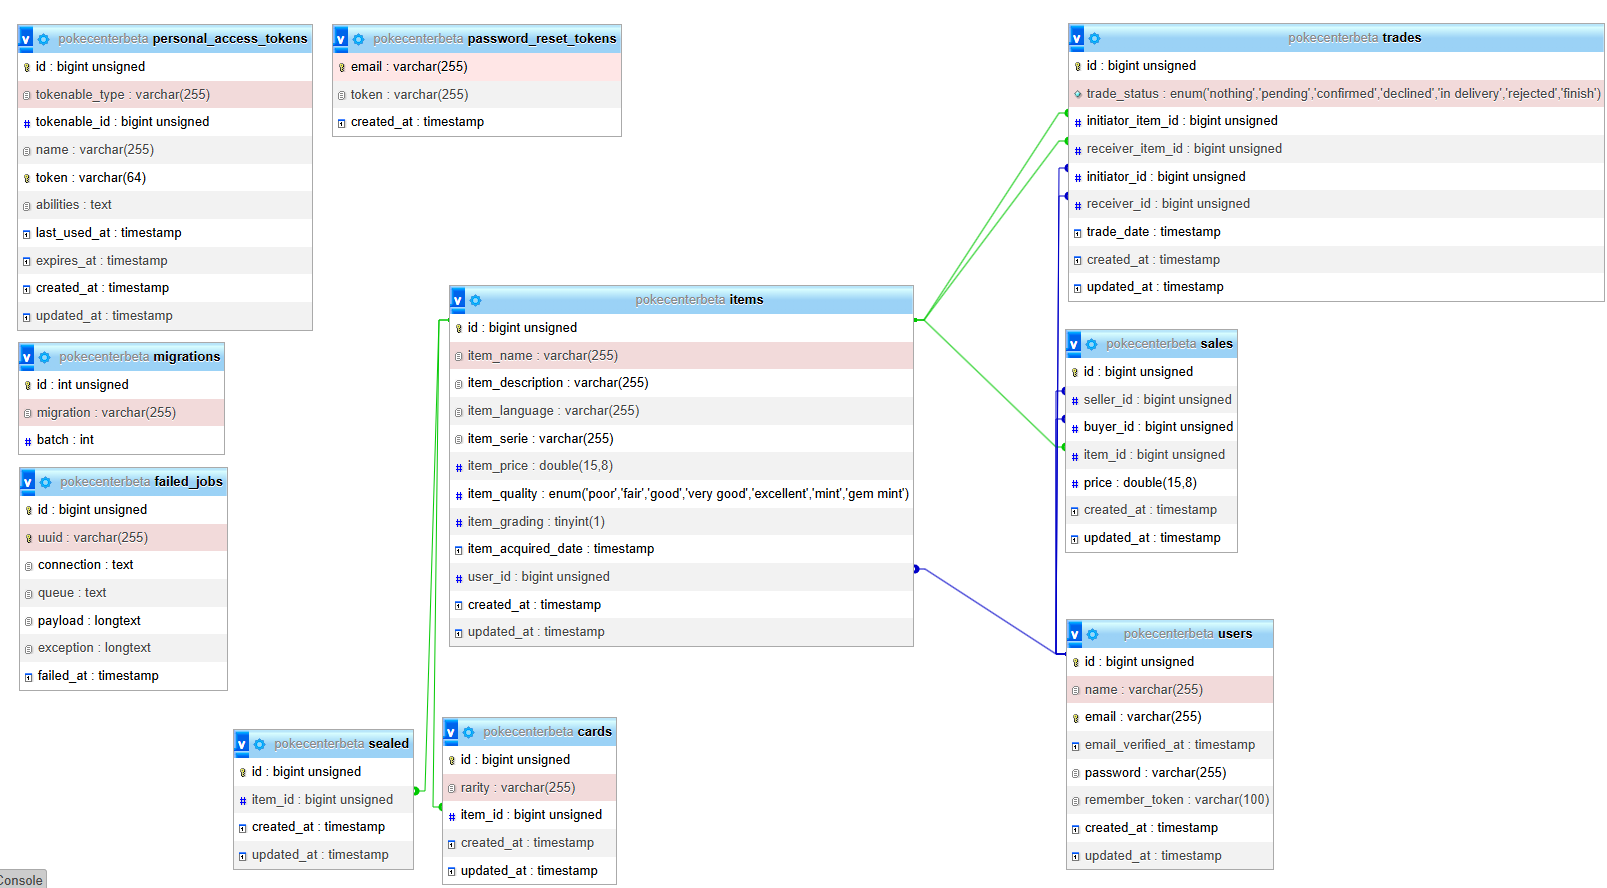 v pokecenterbeta personal_access_tokens
id : bigint unsigned
tokenable_type : varchar(255)
# tokenable_id : bigint unsigned
name : varchar(255)
token : varchar(64)
abilities : text
last_used_at : timestamp
expires_at : timestamp
created_at : timestamp
updated_at : timestamp
v pokecenterbeta password_reset_tokens
email : varchar(255)
token : varchar(255)
created_at : timestamp
v pokecenterbeta trades
id : bigint unsigned
trade_status : enum('nothing','pending','confirmed','declined','in delivery','rejected','finish')
# initiator_item_id : bigint unsigned
# receiver_item_id : bigint unsigned
# initiator_id : bigint unsigned
# receiver_id : bigint unsigned
trade_date : timestamp
created_at : timestamp
updated_at : timestamp
v pokecenterbeta migrations
id : int unsigned
migration : varchar(255)
# batch : int
v pokecenterbeta items
id : bigint unsigned
item_name : varchar(255)
item_description : varchar(255)
item_language : varchar(255)
item_serie : varchar(255)
# item_price : double(15,8)
# item_quality : enum('poor','fair','good','very good','excellent','mint','gem mint')
# item_grading : tinyint(1)
item_acquired_date : timestamp
# user_id : bigint unsigned
created_at : timestamp
updated_at : timestamp
v pokecenterbeta sales
id : bigint unsigned
# seller_id : bigint unsigned
# buyer_id : bigint unsigned
# item_id : bigint unsigned
# price : double(15,8)
created_at : timestamp
updated_at : timestamp
v pokecenterbeta failed_jobs
id : bigint unsigned
uuid : varchar(255)
connection : text
queue : text
payload : longtext
exception : longtext
failed_at : timestamp
v pokecenterbeta users
id : bigint unsigned
name : varchar(255)
email : varchar(255)
email_verified_at : timestamp
password : varchar(255)
remember_token : varchar(100)
created_at : timestamp
updated_at : timestamp
v pokecenterbeta sealed
id : bigint unsigned
# item_id : bigint unsigned
created_at : timestamp
updated_at : timestamp
v pokecenterbeta cards
id : bigint unsigned
rarity : varchar(255)
# item_id : bigint unsigned
created_at : timestamp
updated_at : timestamp
Console